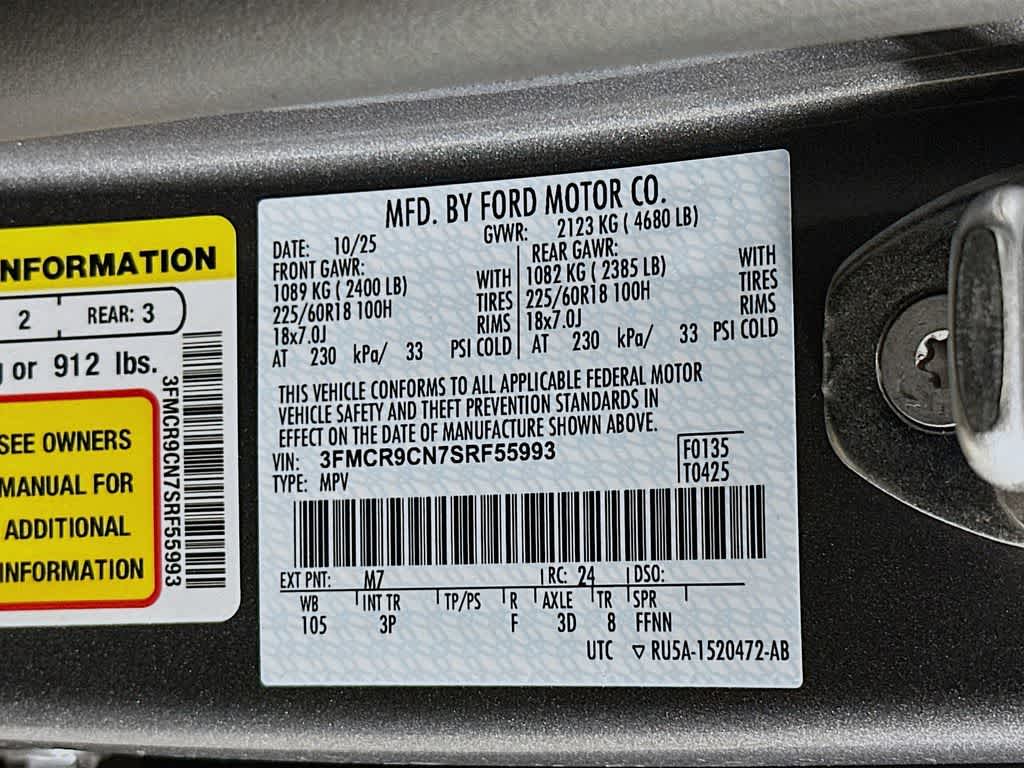 INFORMATION
2 REAR: 3
or 912 lbs.
SEE OWNERS
MANUAL FOR
ADDITIONAL
INFORMATION
3FMCR9CN7SRF55993
MFD. BY FORD MOTOR CO.
DATE: 10/25 GVWR: 2123 KG ( 4680 LB)
FRONT GAWR:
1089 KG ( 2400 LB) WITH
225/60R18 100H TIRES
18x7.0J RIMS
AT 230 kPa/ 33 PSI COLD
REAR GAWR:
1082 KG ( 2385 LB) WITH
225/60R18 100H TIRES
18x7.0J RIMS
AT 230 kPa/ 33 PSI COLD
THIS VEHICLE CONFORMS TO ALL APPLICABLE FEDERAL MOTOR
VEHICLE SAFETY AND THEFT PREVENTION STANDARDS IN
EFFECT ON THE DATE OF MANUFACTURE SHOWN ABOVE.
VIN: 3FMCR9CN7SRF55993
TYPE: MPV
F0135
T0425
EXT PNT: M7 RC: 24 DSO:
WB INT TR TP/PS R AXLE TR SPR
105 3P F 3D 8 FFNN
UTC ▽ RU5A-1520472-AB